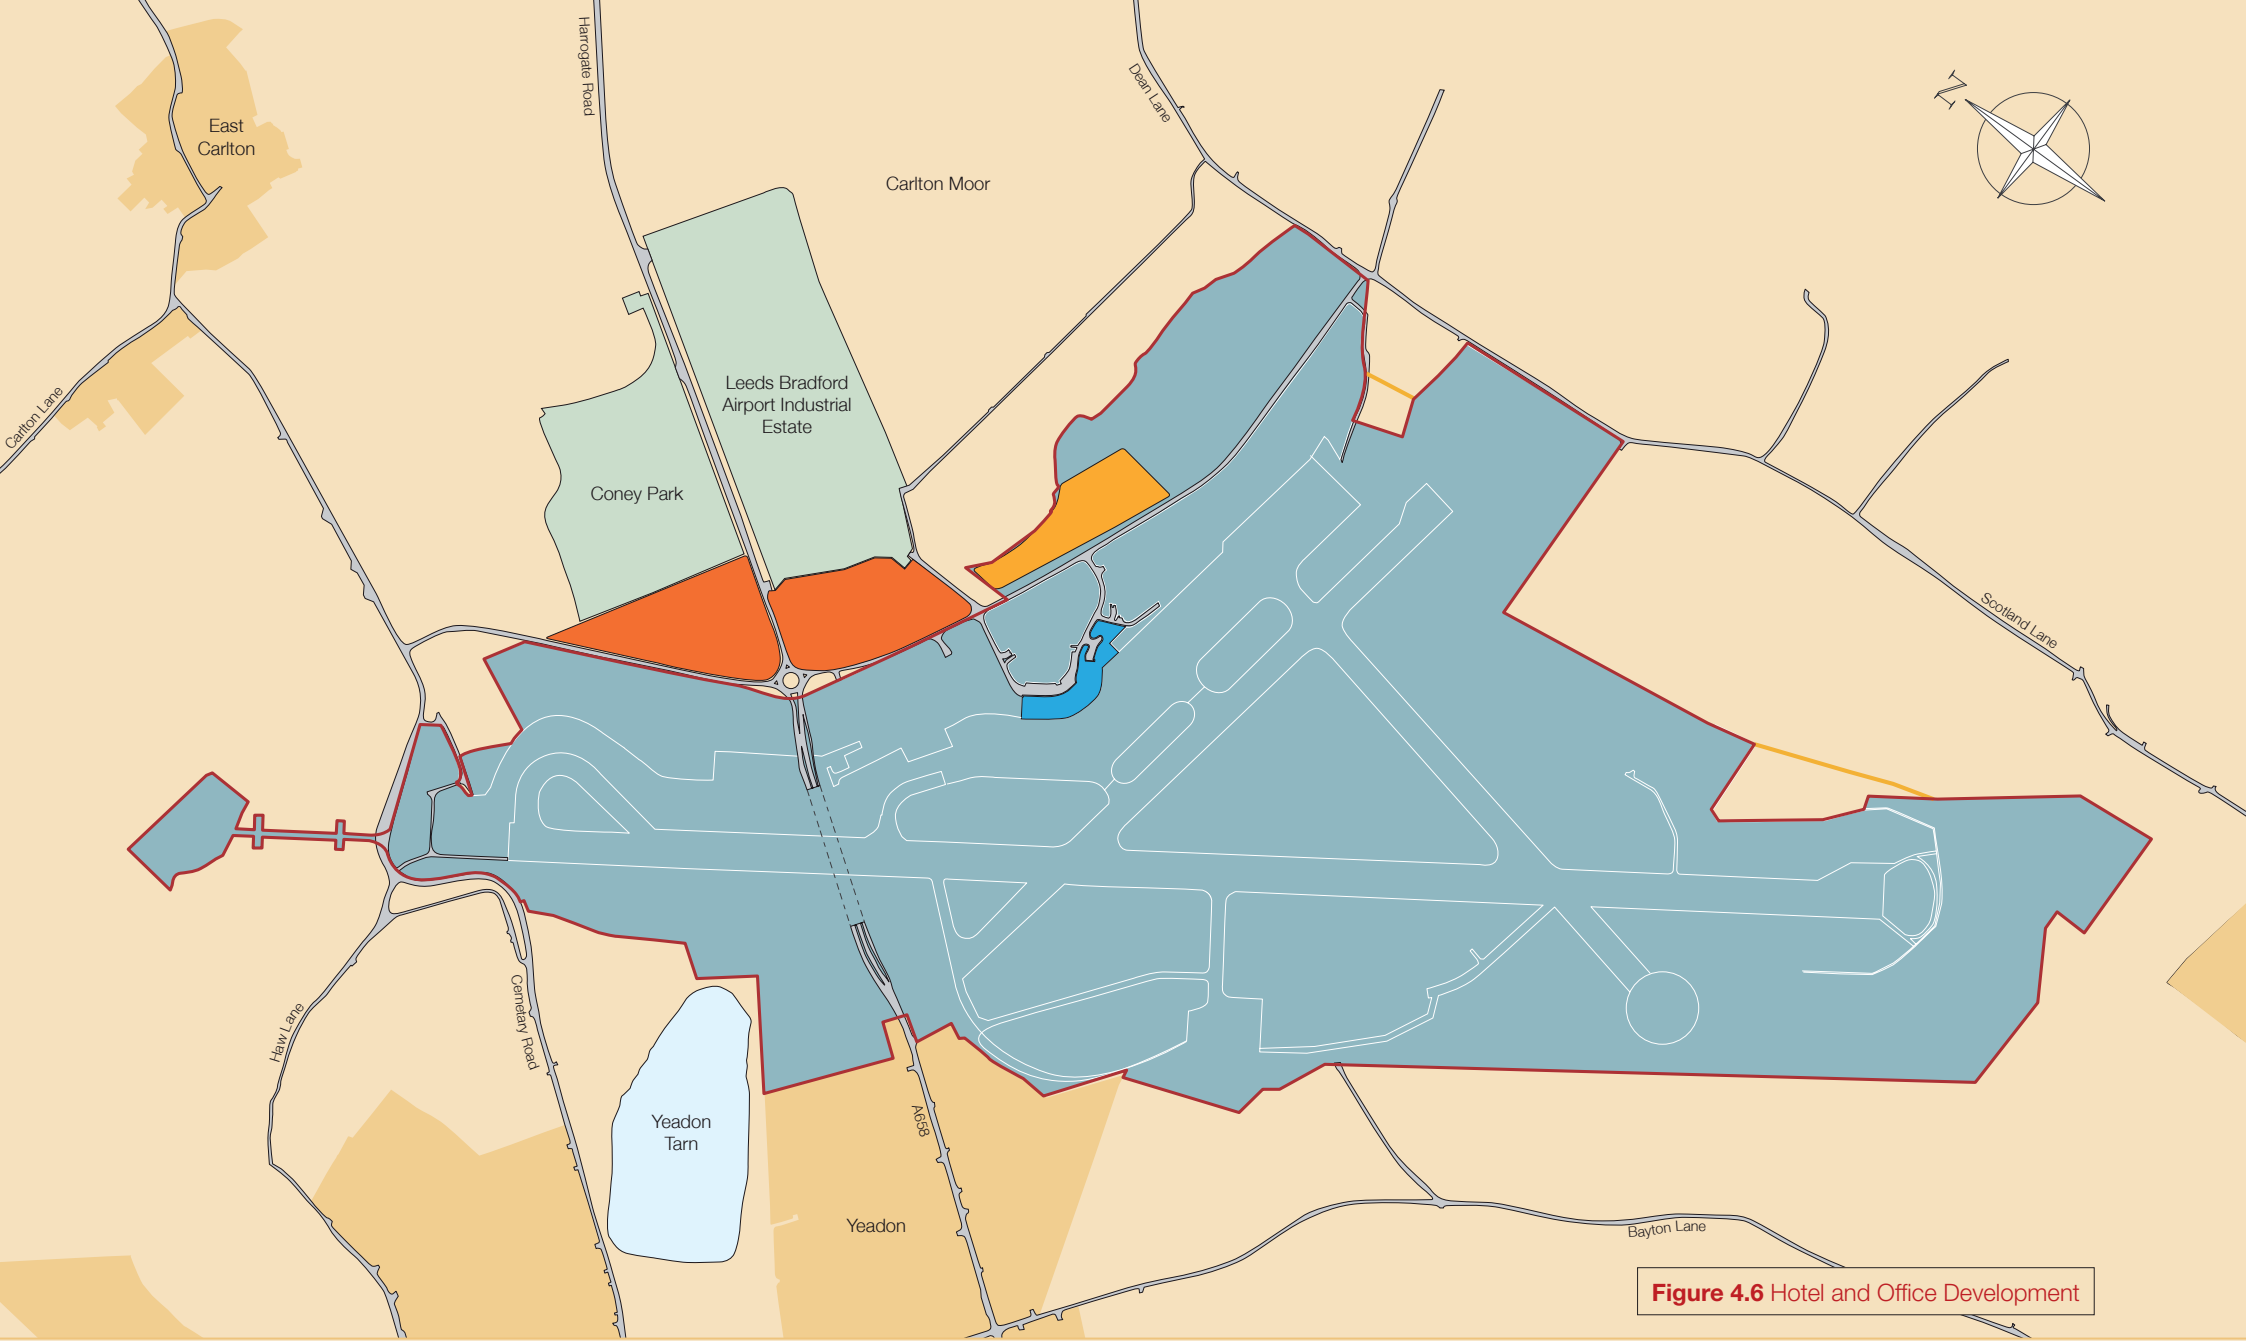 East
Carlton
Harrogate Road
Dean Lane
N
Carlton Moor
Carlton Lane
Leeds Bradford
Airport Industrial
Estate
Coney Park
Scotland Lane
Haw Lane
Cemetary Road
Yeadon
Tarn
A658
Yeadon
Bayton Lane
Figure 4.6 Hotel and Office Development